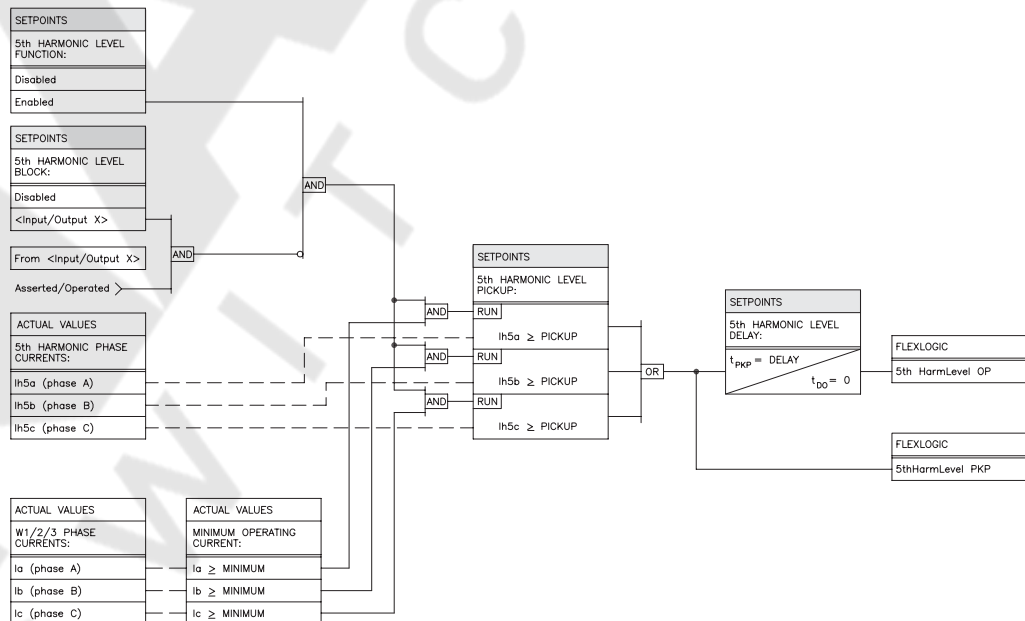 SETPOINTS
5th HARMONIC LEVEL
FUNCTION:
Disabled
Enabled
SETPOINTS
5th HARMONIC LEVEL
BLOCK:
Disabled
<Input/Output X>
From <Input/Output X>
Asserted/Operated
AND
AND
ACTUAL VALUES
5th HARMONIC PHASE
CURRENTS:
Ih5a (phase A)
Ih5b (phase B)
Ih5c (phase C)
ACTUAL VALUES
W1/2/3 PHASE
CURRENTS:
Ia (phase A)
Ib (phase B)
Ic (phase C)
ACTUAL VALUES
MINIMUM OPERATING
CURRENT:
Ia ≥ MINIMUM
Ib ≥ MINIMUM
Ic ≥ MINIMUM
AND
AND
AND
SETPOINTS
5th HARMONIC LEVEL
PICKUP:
RUN
Ih5a ≥ PICKUP
RUN
Ih5b ≥ PICKUP
RUN
Ih5c ≥ PICKUP
OR
SETPOINTS
5th HARMONIC LEVEL
DELAY:
tPKP = DELAY
tDO = 0
FLEXLOGIC
5th HarmLevel OP
FLEXLOGIC
5thHarmLevel PKP
W I T C